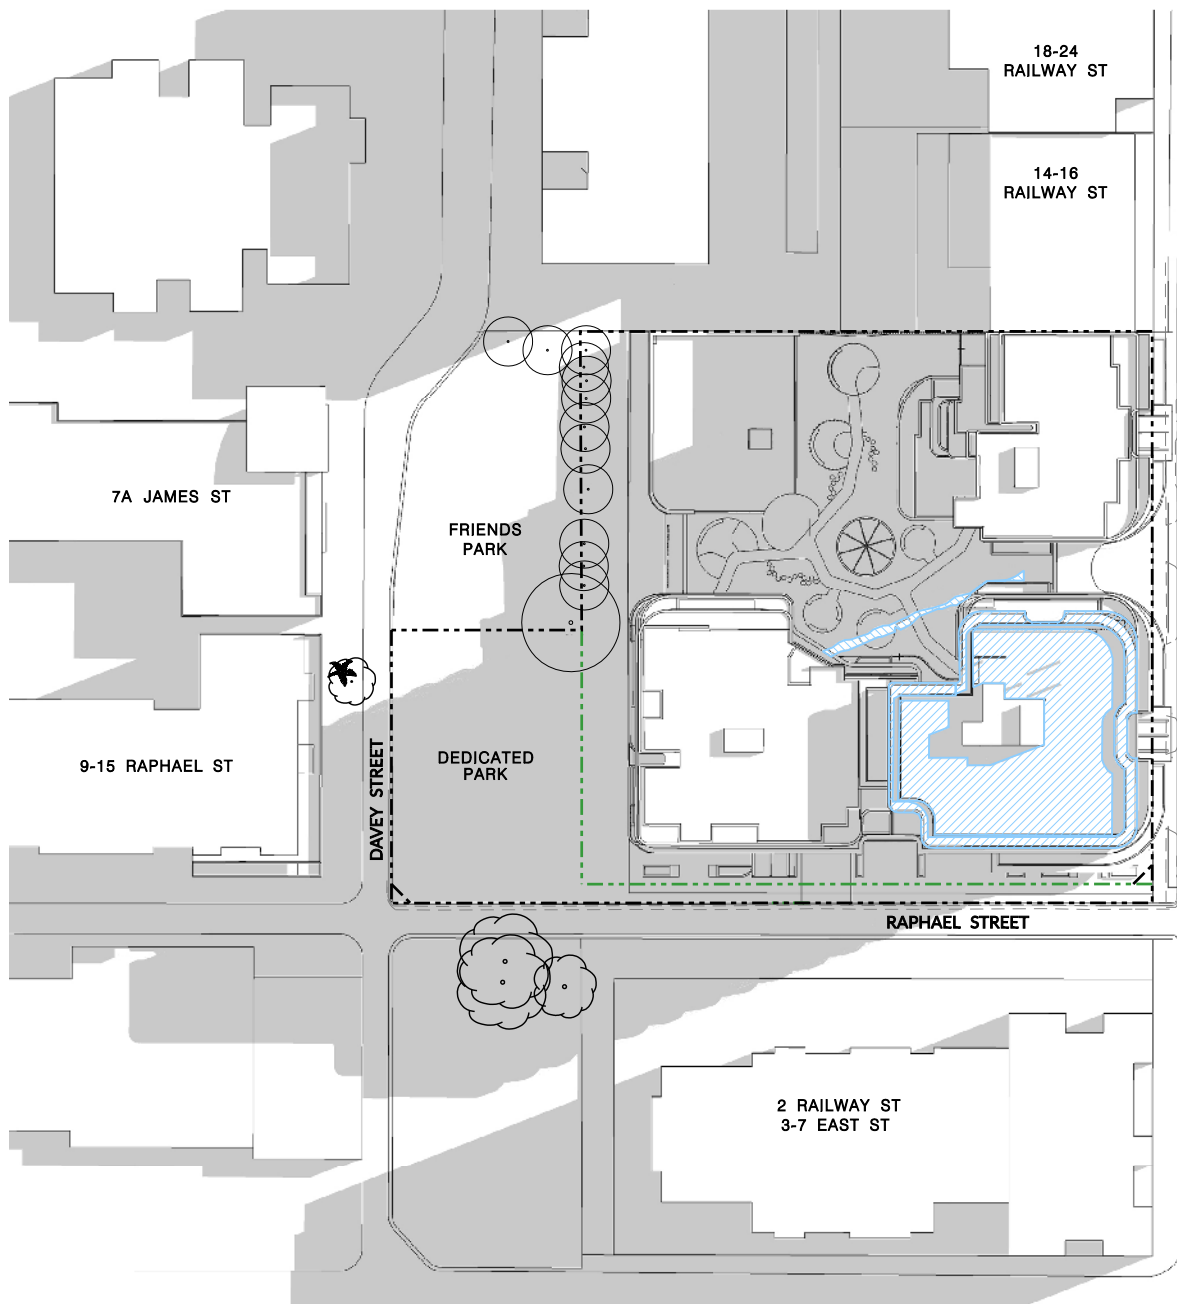 18-24
RAILWAY ST
14-16
RAILWAY ST
7A JAMES ST
FRIENDS
PARK
DEDICATED
PARK
9-15 RAPHAEL ST
DAVEY STREET
RAPHAEL STREET
2 RAILWAY ST
3-7 EAST ST